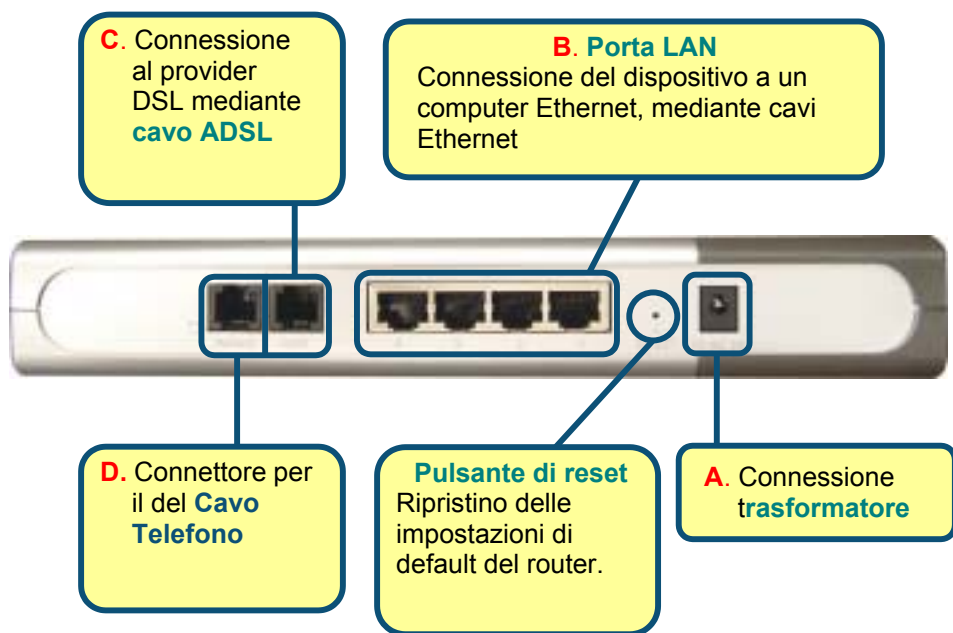 C. Connessione
al provider
DSL mediante
cavo ADSL
B. Porta LAN
Connessione del dispositivo a un
computer Ethernet, mediante cavi
Ethernet
D. Connettore per
il del Cavo
Telefono
Pulsante di reset
Ripristino delle
impostazioni di
default del router.
A. Connessione
trasformatore